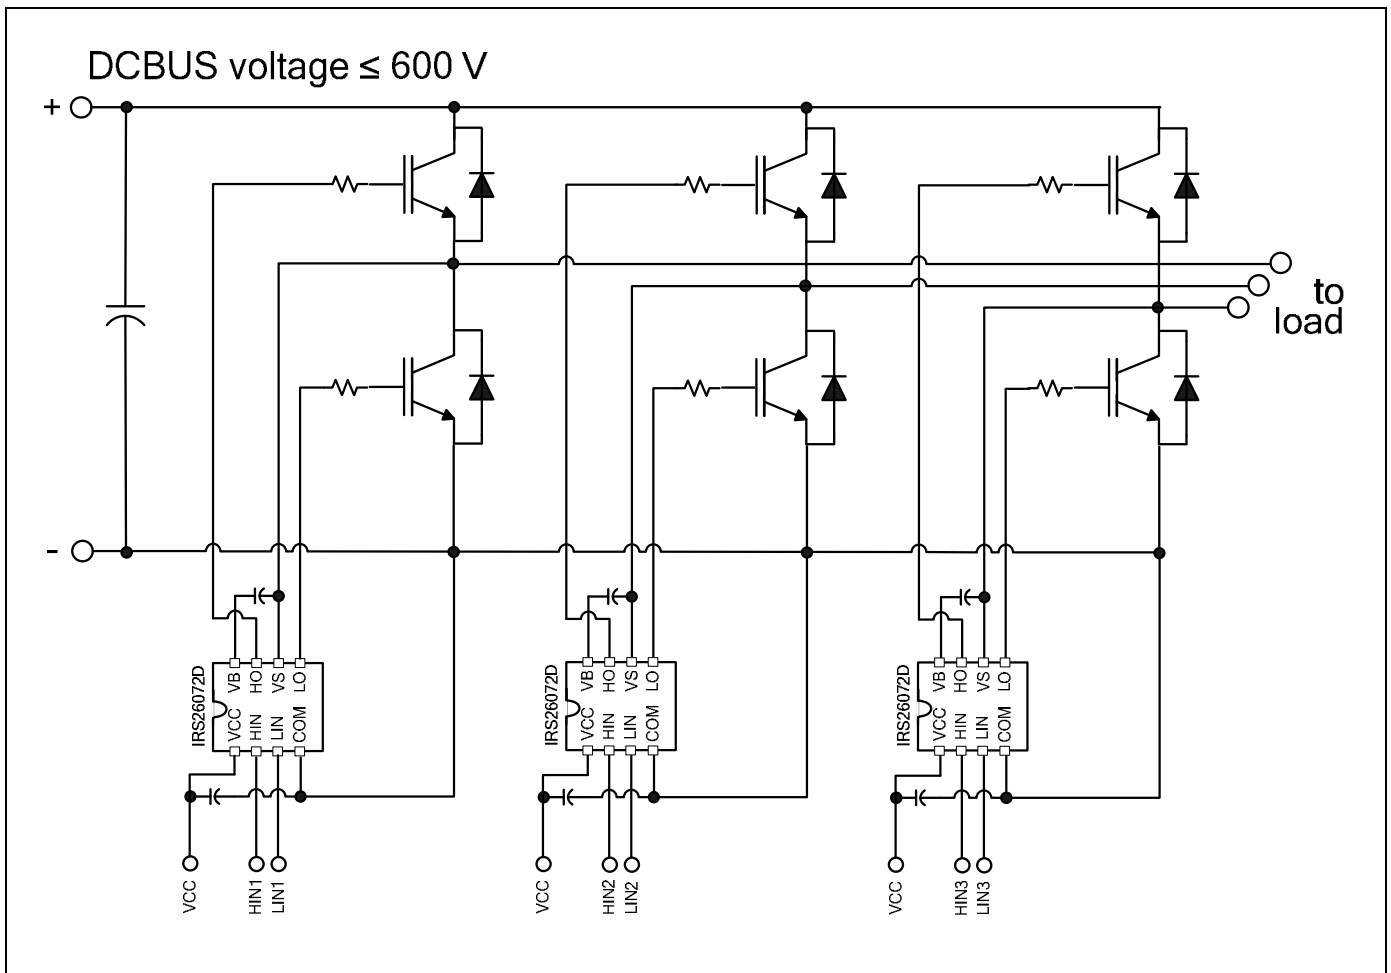 DCBUS voltage ≤ 600 V
+
to
load
-
IRS26072D
VB
HO
VS
LO
VCC
HIN
LIN
COM
IRS26072D
VB
HO
VS
LO
VCC
HIN
LIN
COM
IRS26072D
VB
HO
VS
LO
VCC
HIN
LIN
COM
VCC
HIN1
LIN1
VCC
HIN2
LIN2
VCC
HIN3
LIN3